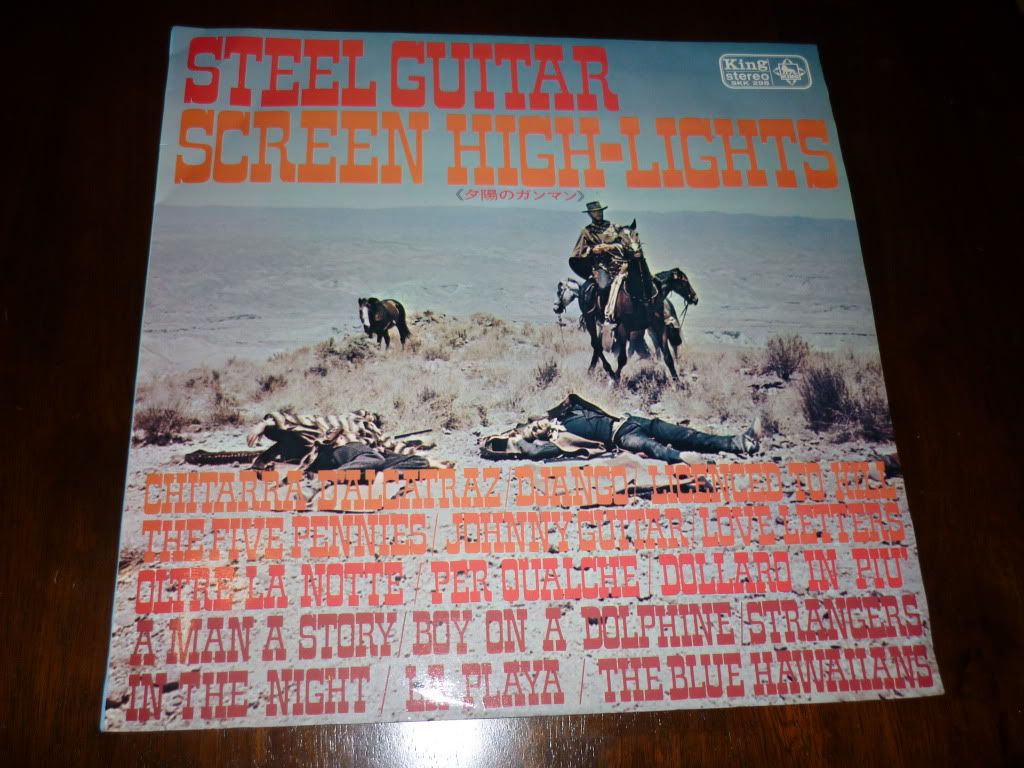 STEEL GUITAR
King
stereo
SKK 298
KING
SCREEN HIGH-LIGHTS
《夕陽のガンマン》
CHITARRA D'ALCATRAZ / DJANGO / LICENCED TO KILL
THE FIVE PENNIES / JOHNNY GUITAR / LOVE LETTERS
OLTRE LA NOTTE / PER QUALCHE / DOLLARO IN PIU
A MAN A STORY / BOY ON A DOLPHINE / STRANGERS
IN THE NIGHT / LA PLAYA / THE BLUE HAWAIIANS